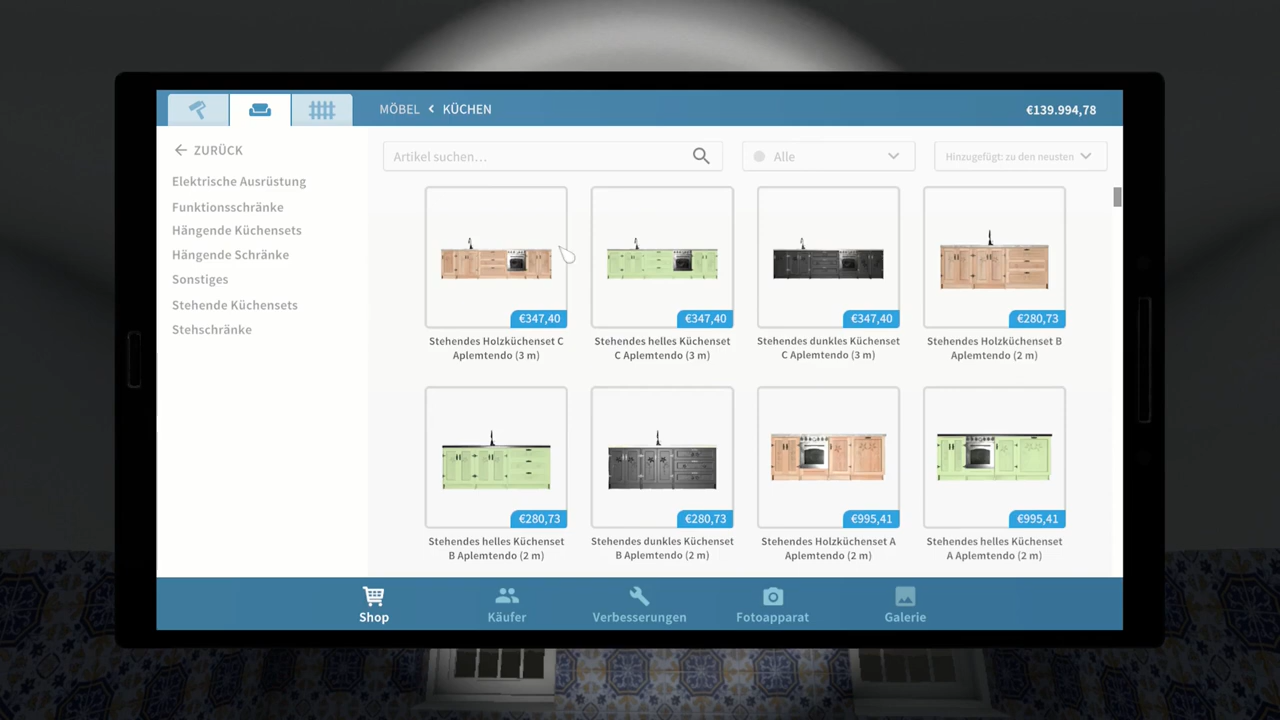 MÖBEL < KÜCHEN
€139.994,78
ZURÜCK
Artikel suchen...
Alle
Hinzugefügt: zu den neusten
Elektrische Ausrüstung
Funktionsschränke
Hängende Küchensets
Hängende Schränke
Sonstiges
Stehende Küchensets
Stehschränke
€347,40
€347,40
€347,40
€280,73
Stehendes Holzküchenset C
Aplemtendo (3 m)
Stehendes helles Küchenset
C Aplemtendo (3 m)
Stehendes dunkles Küchenset
C Aplemtendo (3 m)
Stehendes Holzküchenset B
Aplemtendo (2 m)
€280,73
€280,73
€995,41
€995,41
Stehendes helles Küchenset
B Aplemtendo (2 m)
Stehendes dunkles Küchenset
B Aplemtendo (2 m)
Stehendes Holzküchenset A
Aplemtendo (2 m)
Stehendes helles Küchenset
A Aplemtendo (2 m)
Shop
Käufer
Verbesserungen
Fotoapparat
Galerie